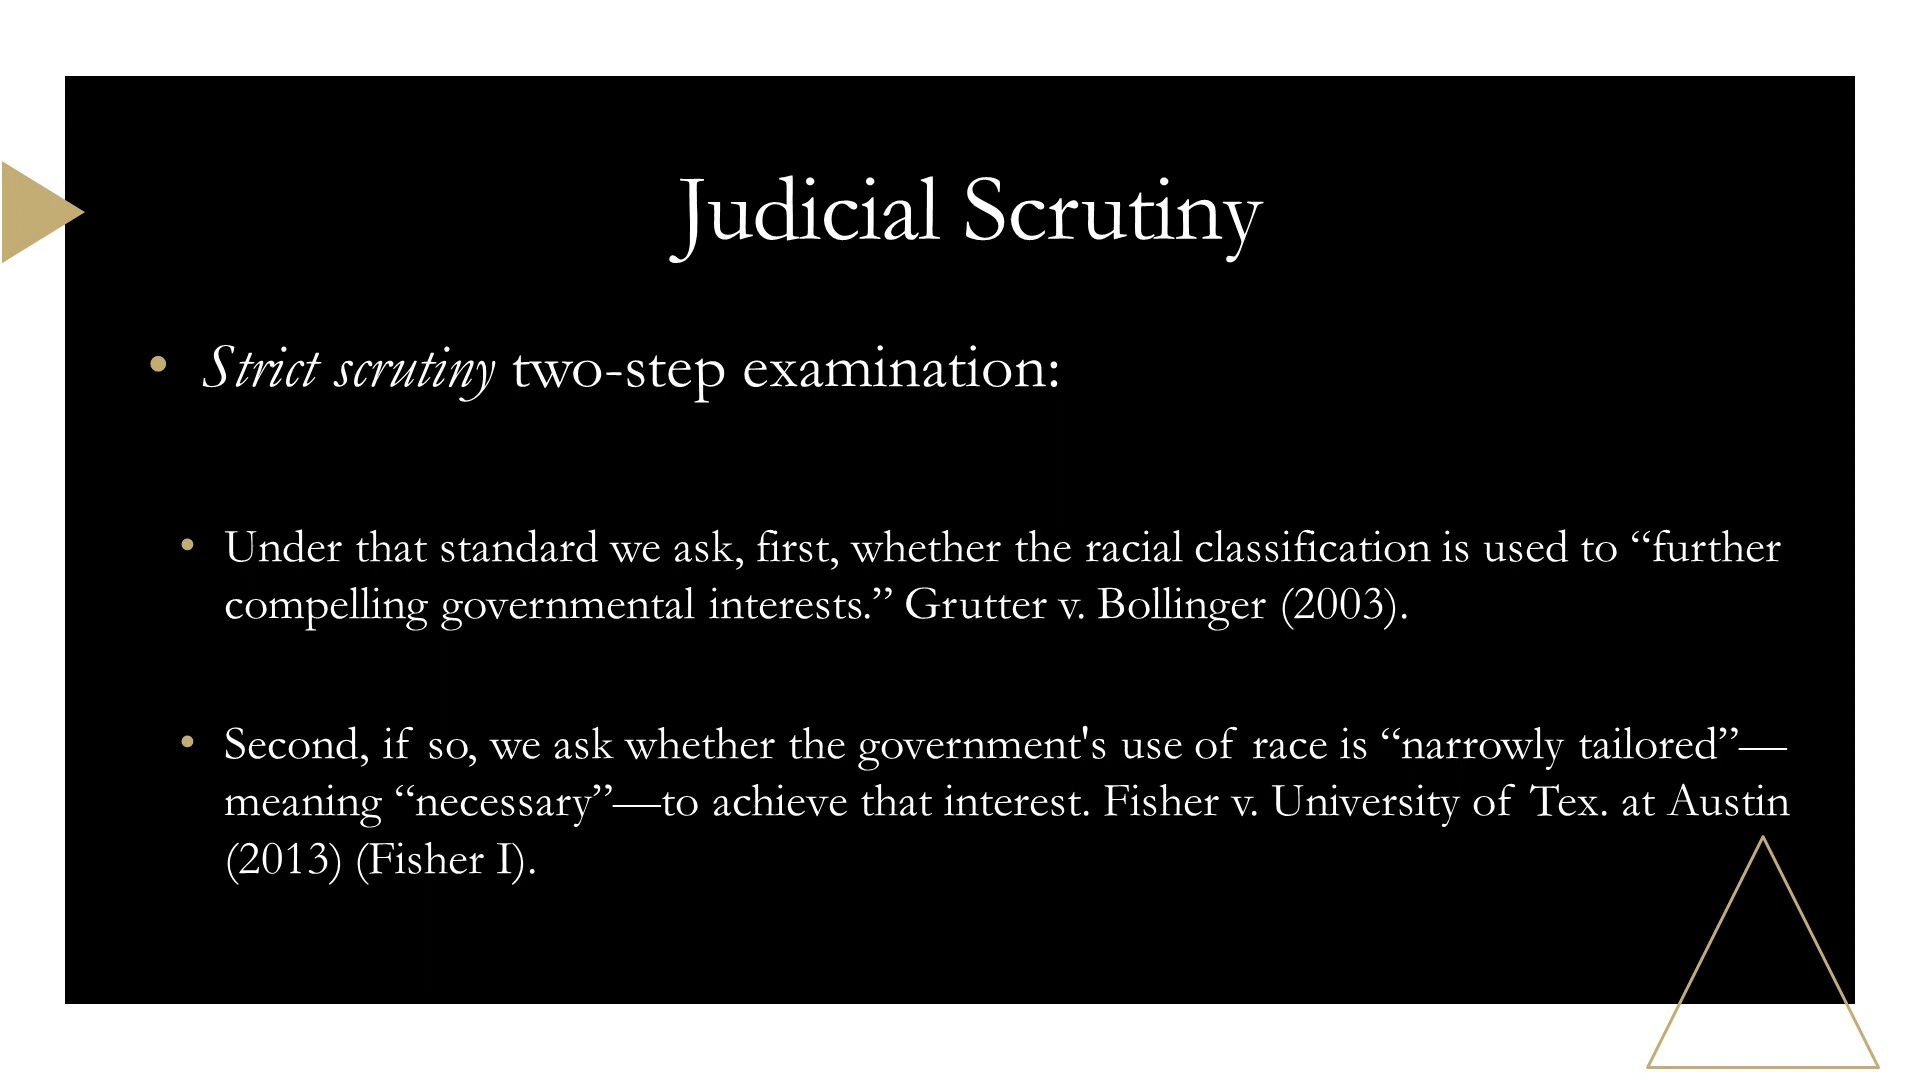 Judicial Scrutiny
• Strict scrutiny two-step examination:
• Under that standard we ask, first, whether the racial classification is used to “further
compelling governmental interests.” Grutter v. Bollinger (2003).
• Second, if so, we ask whether the government's use of race is “narrowly tailored”—
meaning “necessary”—to achieve that interest. Fisher v. University of Tex. at Austin
(2013) (Fisher I).